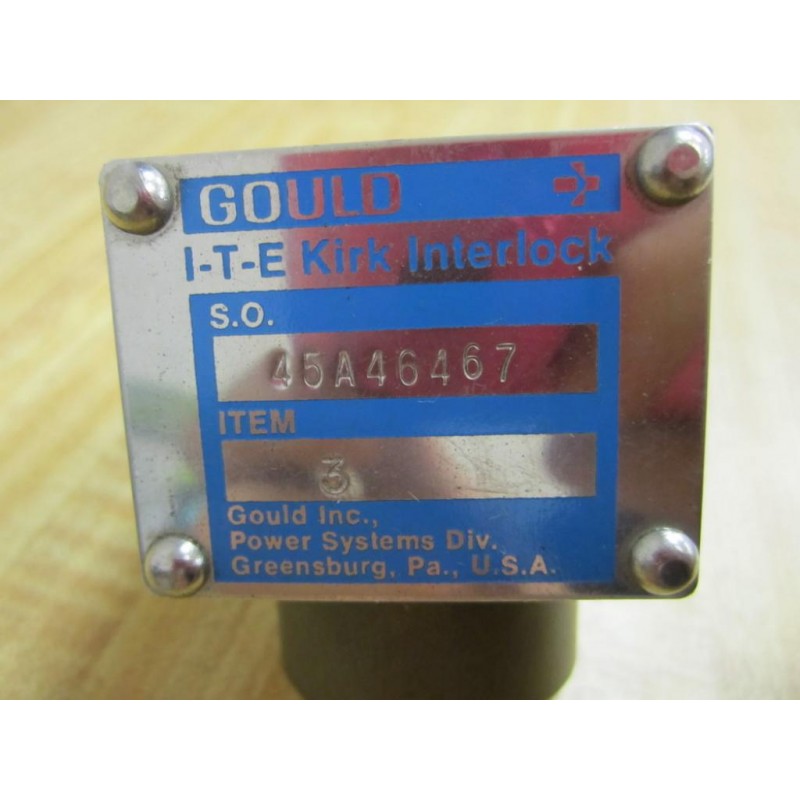 GOULD
I-T-E Kirk Interlock
S.O.
45A46467
ITEM
3
Gould Inc.,
Power Systems Div.
Greensburg, Pa., U.S.A.